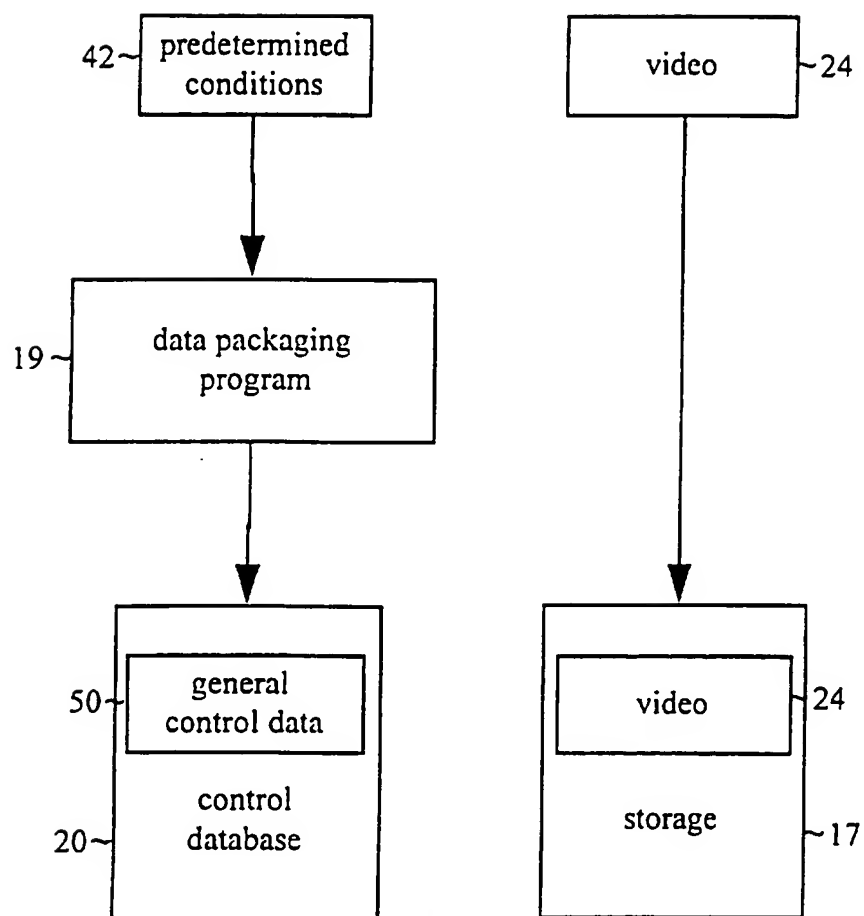 42 ~ predetermined conditions
video ~ 24
19 ~ data packaging program
50 ~ general control data
control database
20 ~
video 24
storage
~ 17